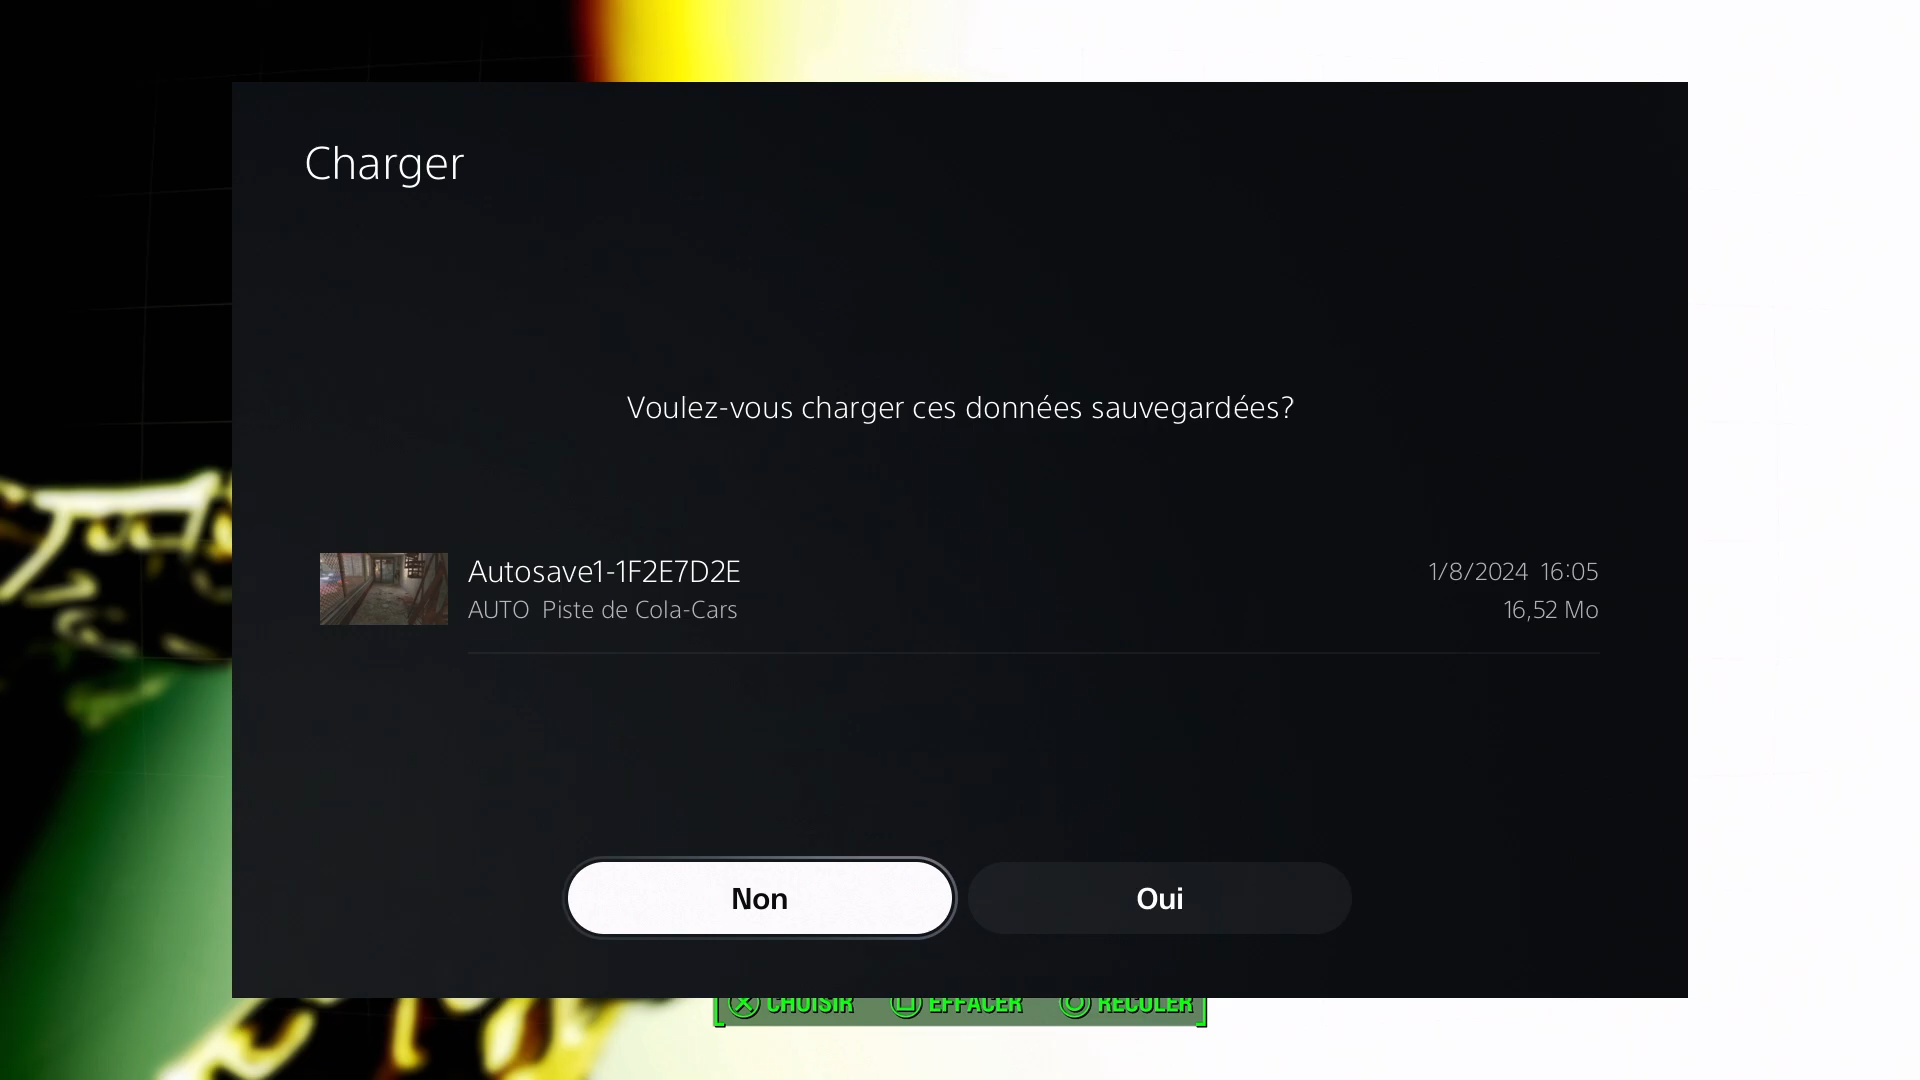 Charger
Voulez-vous charger ces données sauvegardées?
Autosave1-1F2E7D2E
1/8/2024 16:05
AUTO Piste de Cola-Cars
16,52 Mo
Non
Oui
CHOISIR EFFACER RECULER